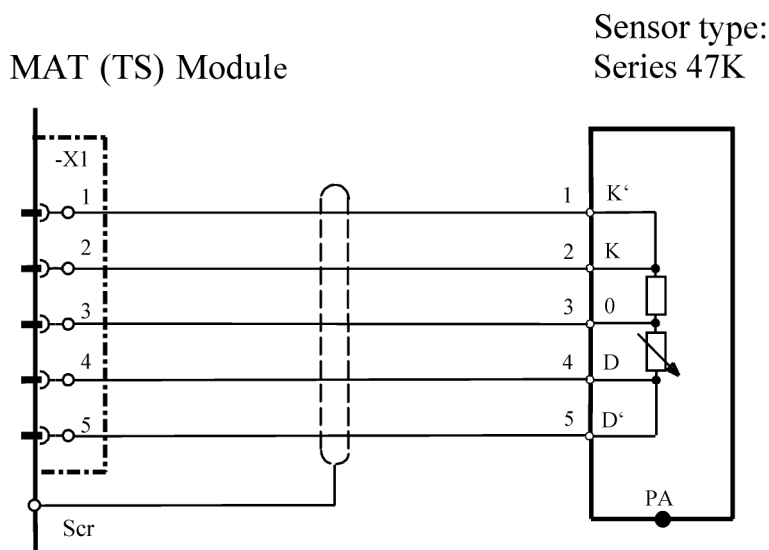 Sensor type:
Series 47K
MAT (TS) Module
-X1
1
2
3
4
5
Scr
1 K‘
2 K
3 0
4 D
5 D‘
PA